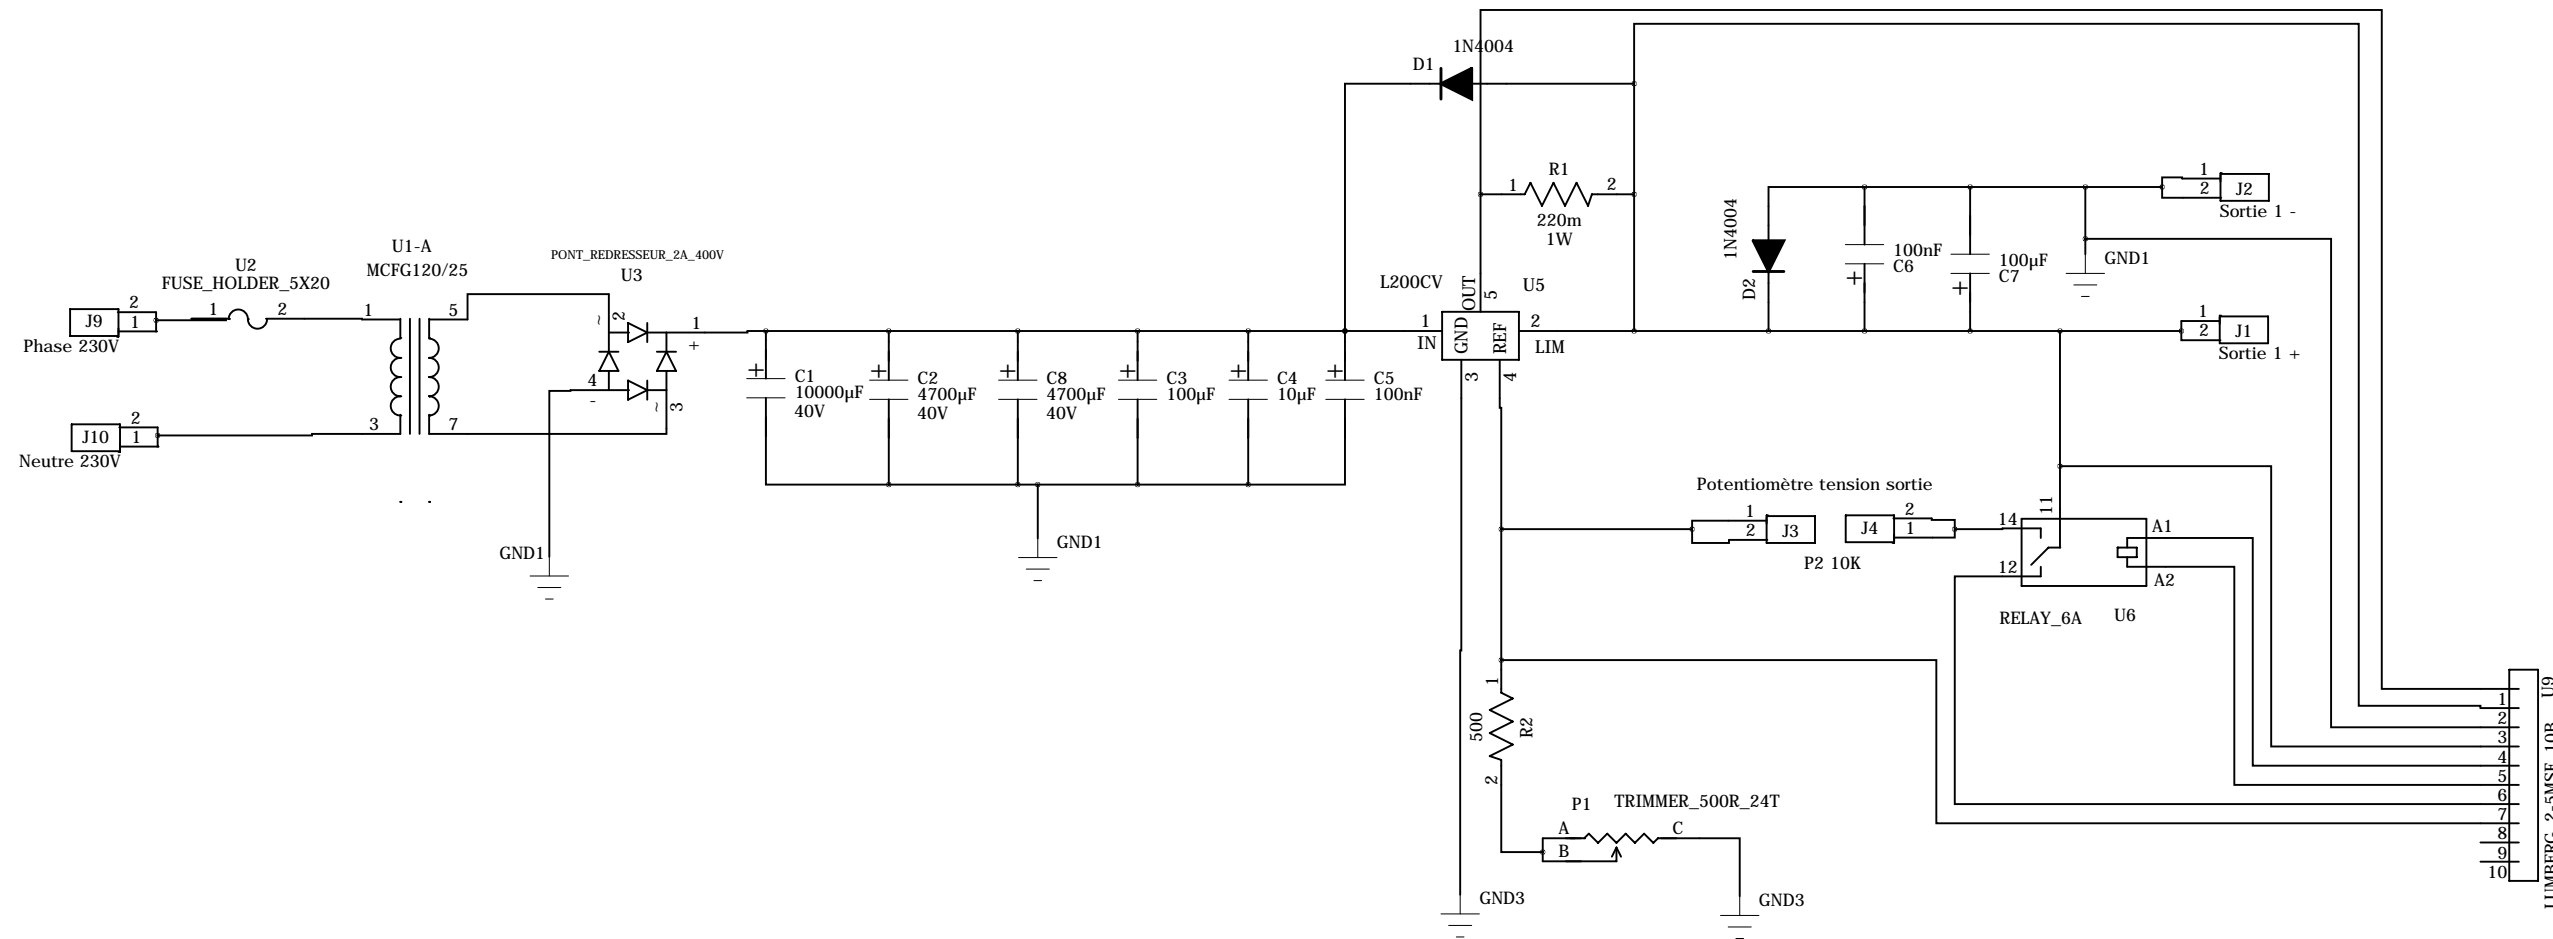 1N4004
D1
R1
1 2
220m
1W
1N4004
D2
100nF
C6
100µF
C7
1
2
J2
Sortie 1 -
GND1
1
2
J1
Sortie 1 +
U2
FUSE_HOLDER_5X20
1 2
J9
2
1
Phase 230V
J10
2
1
Neutre 230V
U1-A
MCFG120/25
1 5
3 7
PONT_REDRESSEUR_2A_400V
U3
~ 2
1
+
4
-
~ 3
GND1
+ C1
10000µF
40V
+ C2
4700µF
40V
+ C8
4700µF
40V
+ C3
100µF
+ C4
10µF
+ C5
100nF
GND1
L200CV
U5
OUT
5
1
IN
GND
REF
2
LIM
3
4
+
+
Potentiomètre tension sortie
1
2
J3
J4
2
1
P2 10K
14
11
12
A1
A2
RELAY_6A
U6
1
500
R2
2
P1
TRIMMER_500R_24T
A
B
C
GND3
GND3
U9
1
2
3
4
5
6
7
8
9
10
LUMBERG_2-5MSF_10B